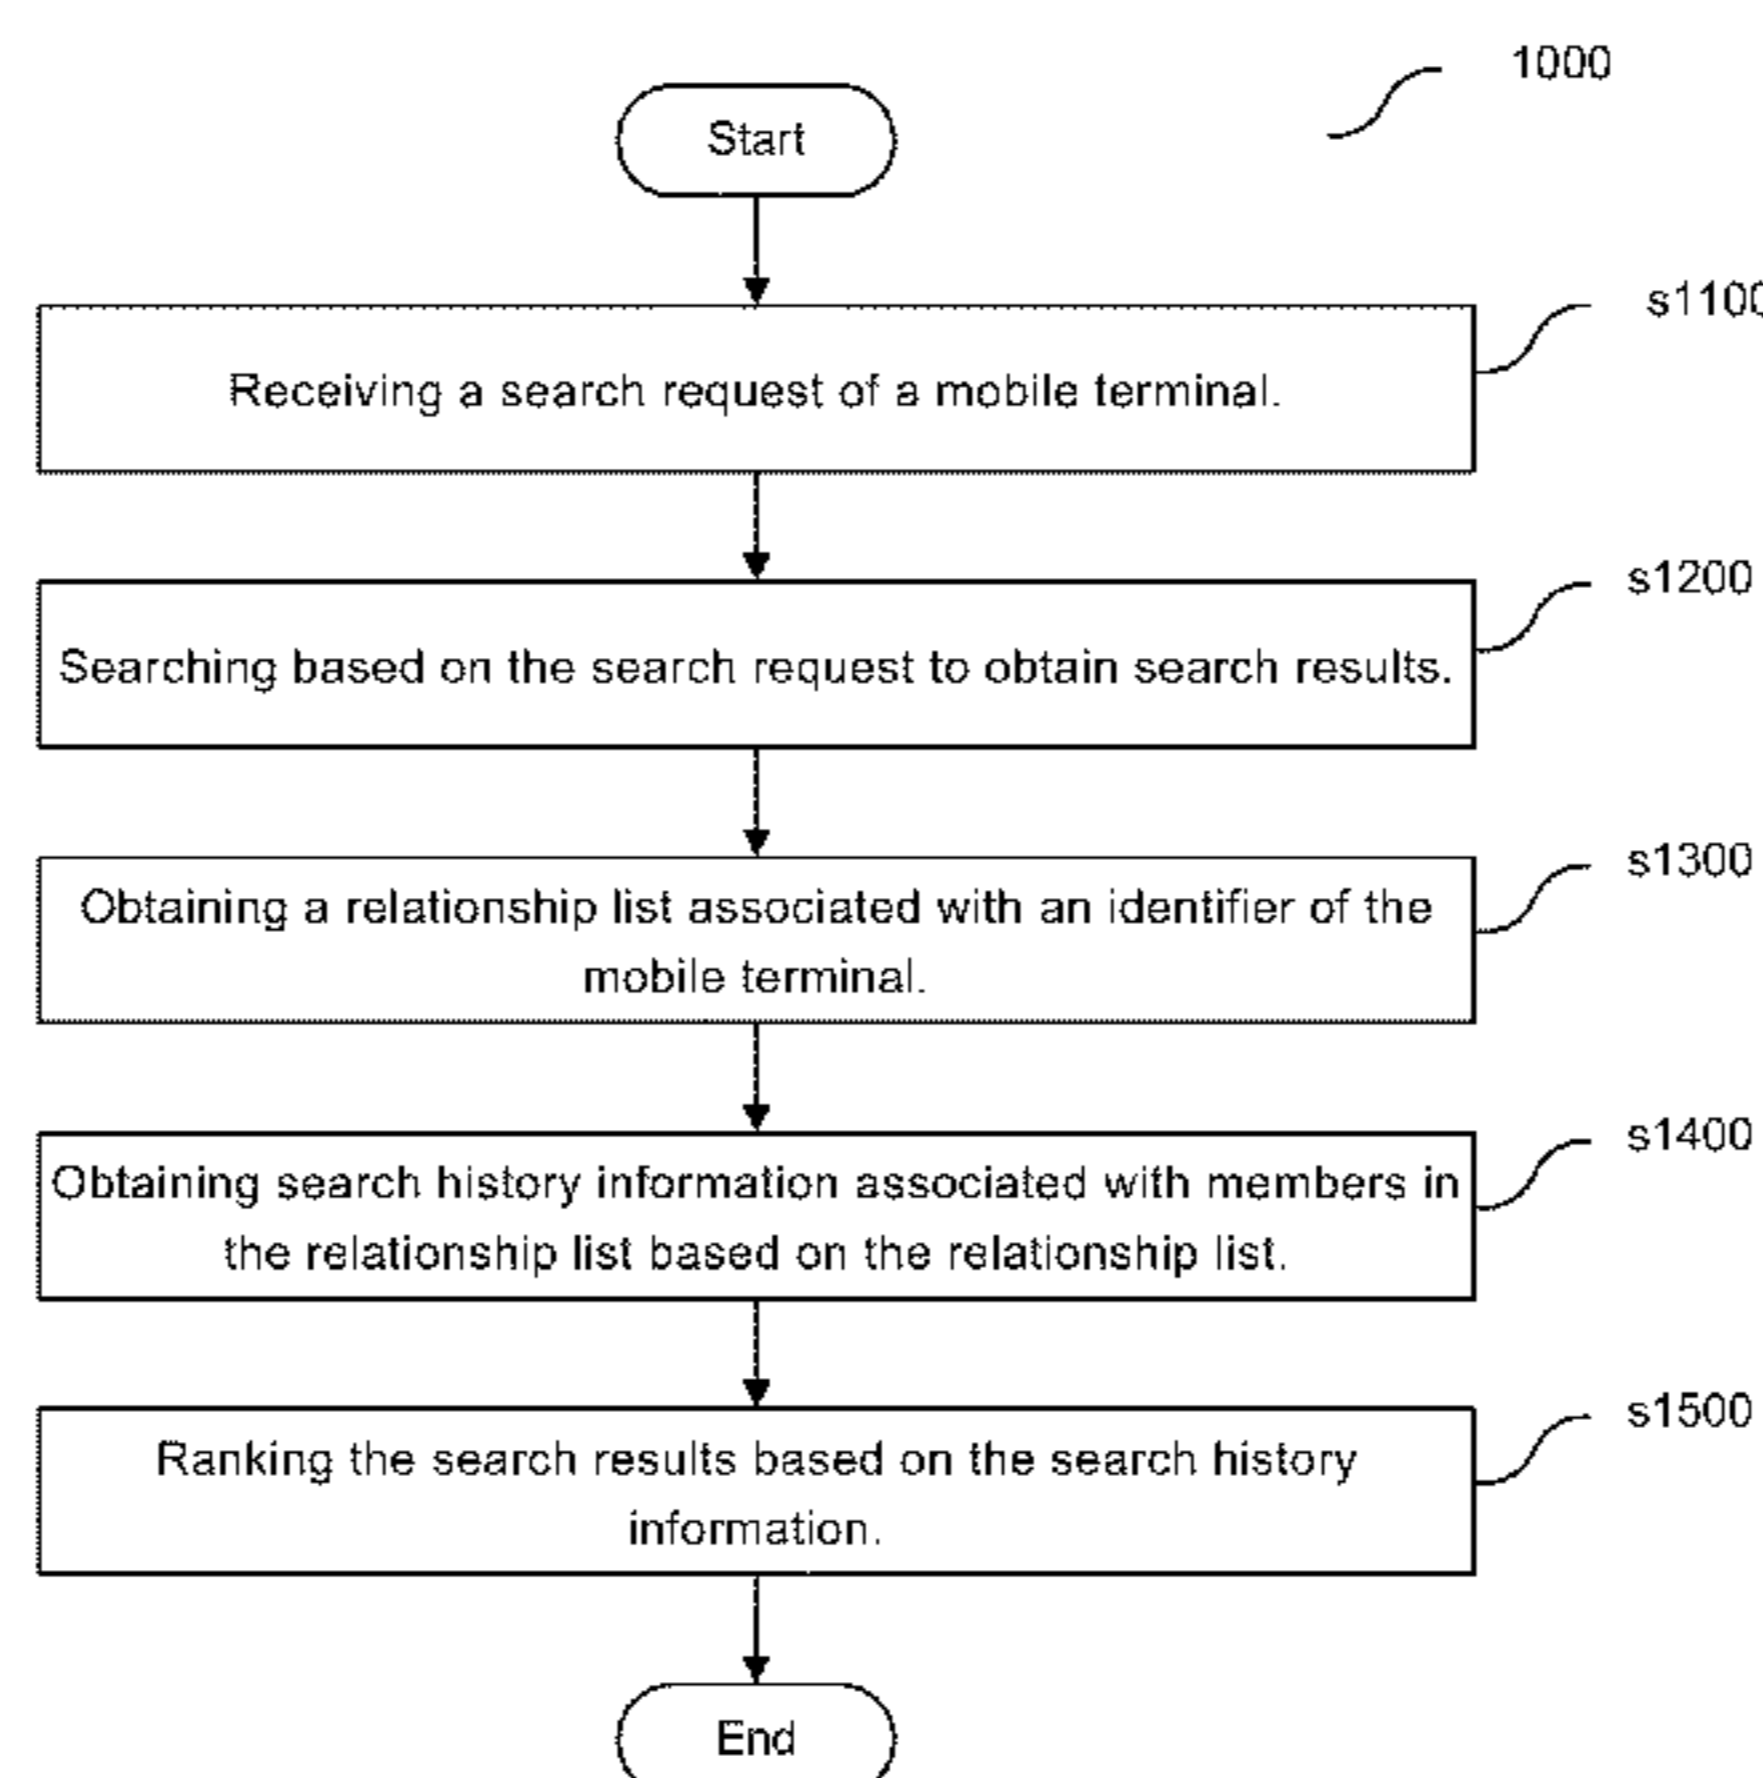 1000
Start
s1100
Receiving a search request of a mobile terminal.
s1200
Searching based on the search request to obtain search results.
s1300
Obtaining a relationship list associated with an identifier of the
mobile terminal.
s1400
Obtaining search history information associated with members in
the relationship list based on the relationship list.
s1500
Ranking the search results based on the search history
information.
End